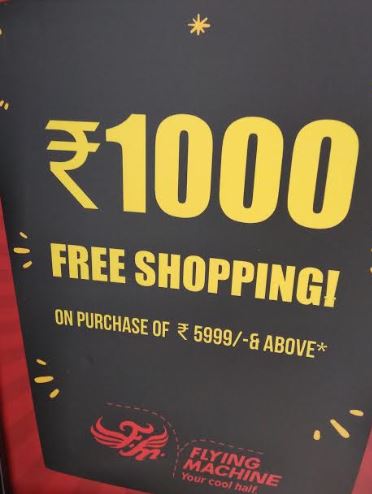 ₹1000
FREE SHOPPING!
ON PURCHASE OF ₹ 5999/-& ABOVE*
F.m.
FLYING
MACHINE
Your cool half